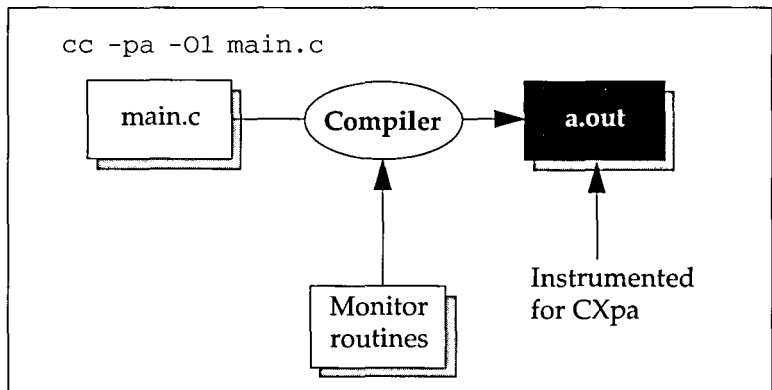 cc -pa -O1 main.c
main.c
Compiler
a.out
Monitor
routines
Instrumented
for CXpa